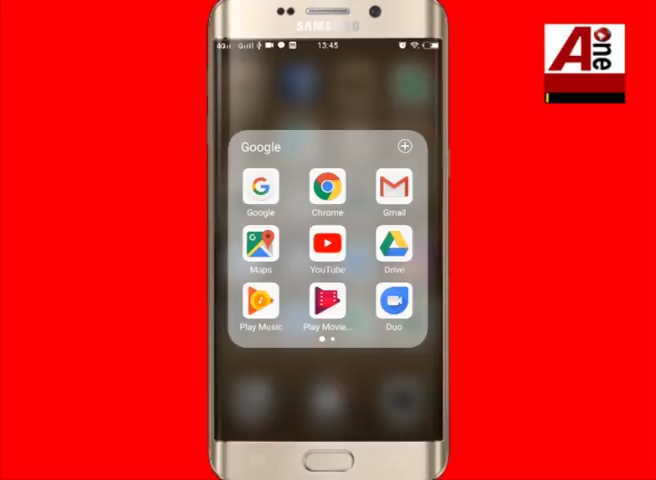 SAMSUNG
13:45
Google
Google
Chrome
Gmail
Maps
YouTube
Drive
Play Music
Play Movie...
Duo
A one